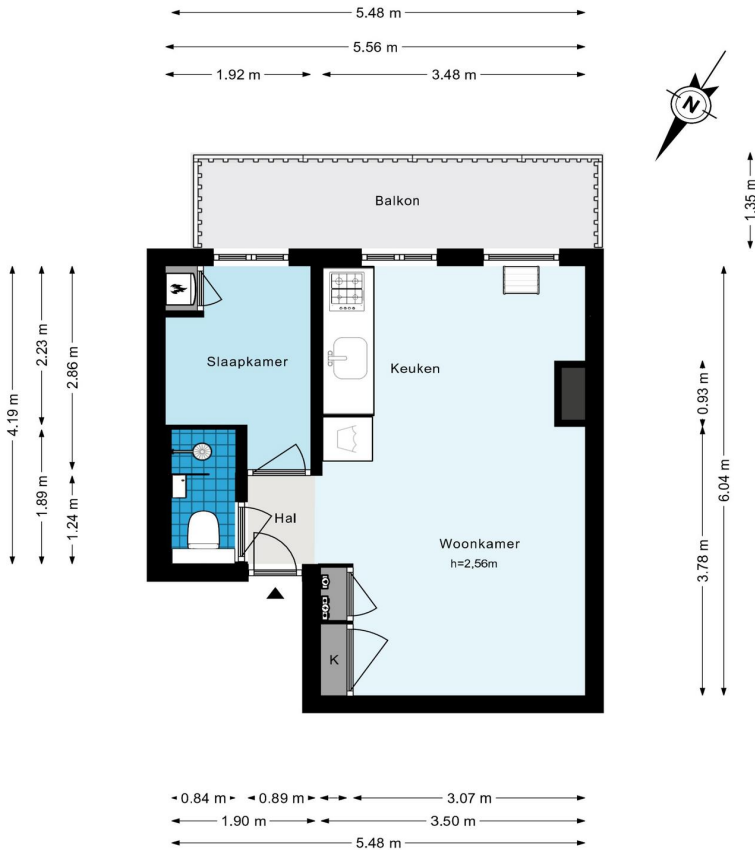 5.48 m
5.56 m
1.92 m
3.48 m
N
Balkon
1.35 m
4.19 m
2.23 m
2.86 m
Slaapkamer
Keuken
0.93 m
6.04 m
1.89 m
1.24 m
Hal
Woonkamer
h=2,56m
3.78 m
K
0.84 m
0.89 m
3.07 m
1.90 m
3.50 m
5.48 m